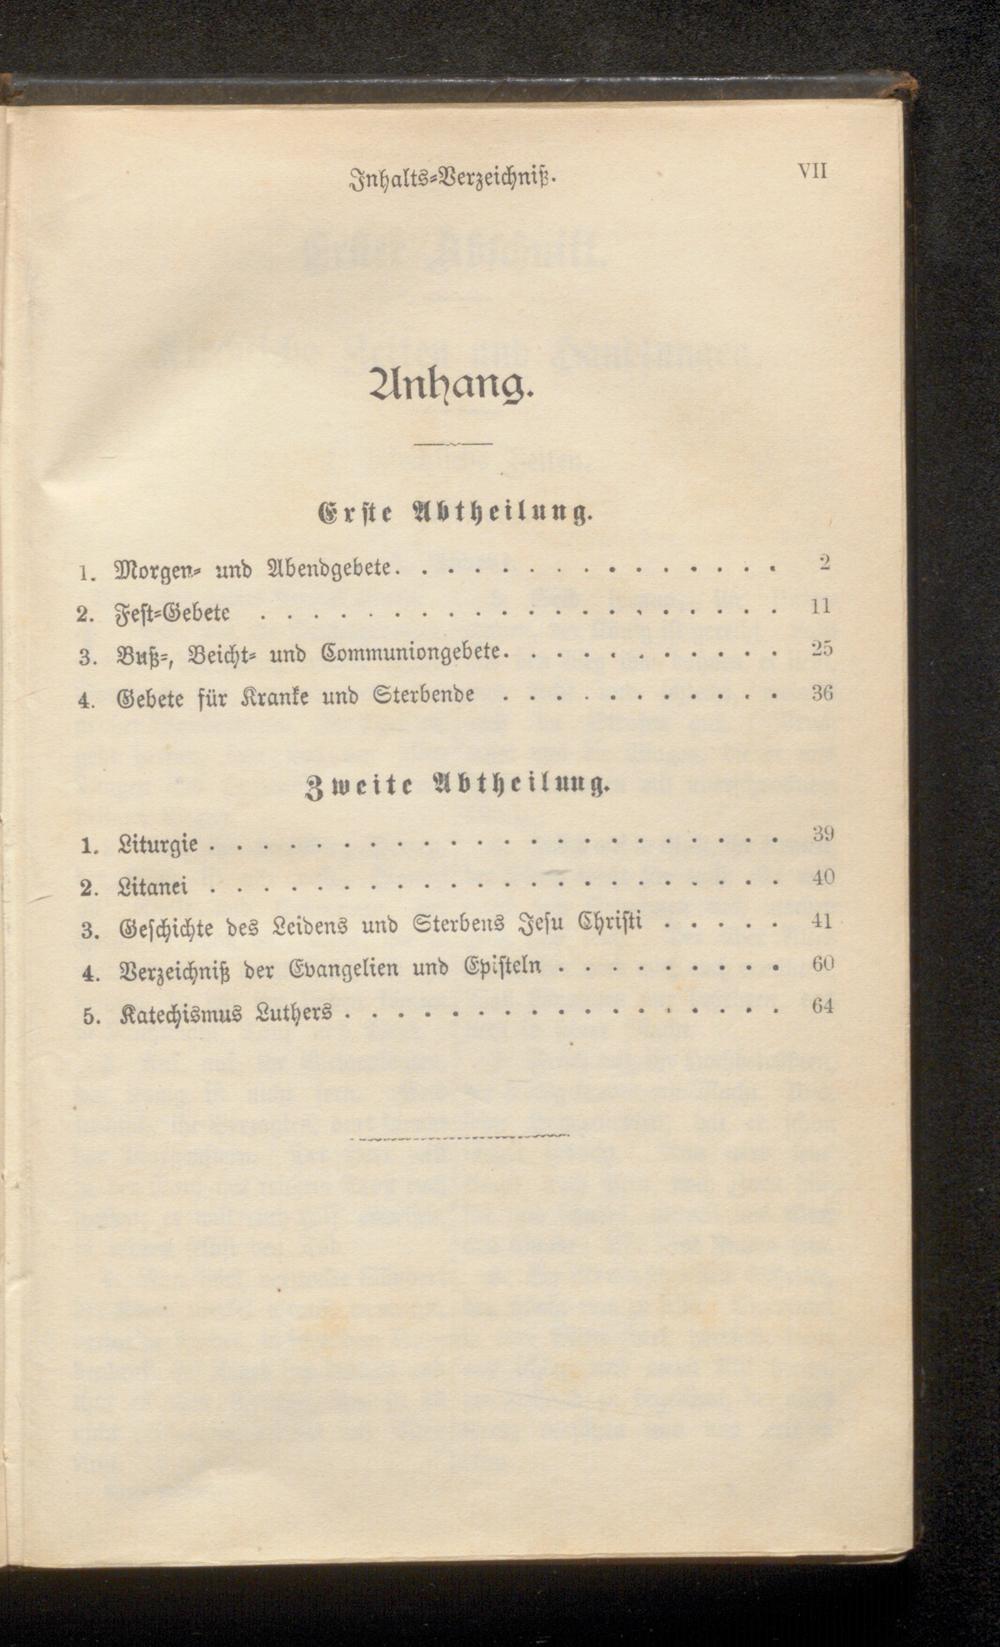 Inhalts-Verzeichniß.
VII
Anhang.
Erste Abtheilung.
1. Morgen- und Abendgebete. . . . . . . . . . . . . . . 2
2. Fest-Gebete . . . . . . . . . . . . . . . . . . . . 11
3. Buß-, Beicht- und Communiongebete. . . . . . . . . . . 25
4. Gebete für Kranke und Sterbende . . . . . . . . . . . 36
Zweite Abtheilung.
1. Liturgie . . . . . . . . . . . . . . . . . . . . . . 39
2. Litanei . . . . . . . . . . . . . . . . . . . . . . 40
3. Geschichte des Leidens und Sterbens Jesu Christi . . . . . 41
4. Verzeichniß der Evangelien und Episteln . . . . . . . . . 60
5. Katechismus Luthers . . . . . . . . . . . . . . . . . 64